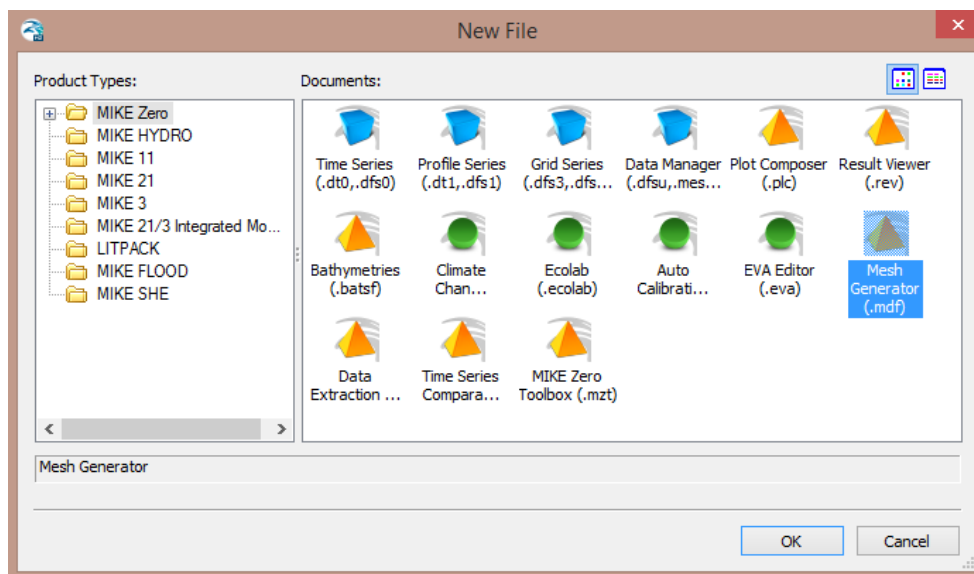 New File
Product Types:
Documents:
MIKE Zero
MIKE HYDRO
MIKE 11
MIKE 21
MIKE 3
MIKE 21/3 Integrated Mo...
LITPACK
MIKE FLOOD
MIKE SHE
Time Series
(.dt0,.dfs0)
Profile Series
(.dt1,.dfs1)
Grid Series
(.dfs3,.dfs...
Data Manager
(.dfsu,.mes...
Plot Composer
(.plc)
Result Viewer
(.rev)
Bathymetries
(.batsf)
Climate
Chan...
Ecolab
(.ecolab)
Auto
Calibrati...
EVA Editor
(.eva)
Mesh
Generator
(.mdf)
Data
Extraction ...
Time Series
Compara...
MIKE Zero
Toolbox (.mzt)
Mesh Generator
OK
Cancel